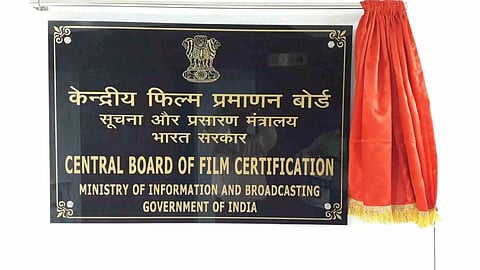 केन्द्रीय फिल्म प्रमाणन बोर्ड
सूचना और प्रसारण मंत्रालय
भारत सरकार
CENTRAL BOARD OF FILM CERTIFICATION
MINISTRY OF INFORMATION AND BROADCASTING
GOVERNMENT OF INDIA